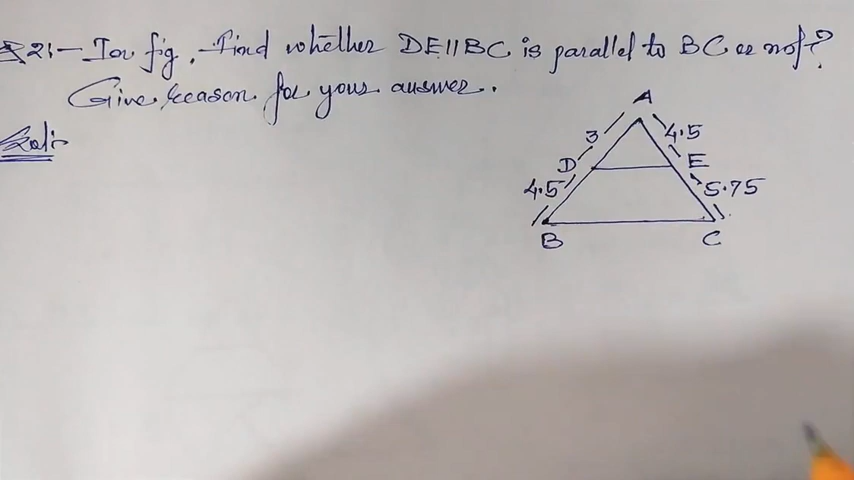 Q2:- In fig. Find whether DE||BC is parallel to BC or not?
Give reason for your answer.
Sol:-
A
3
4.5
D
E
4.5
5.75
B
C